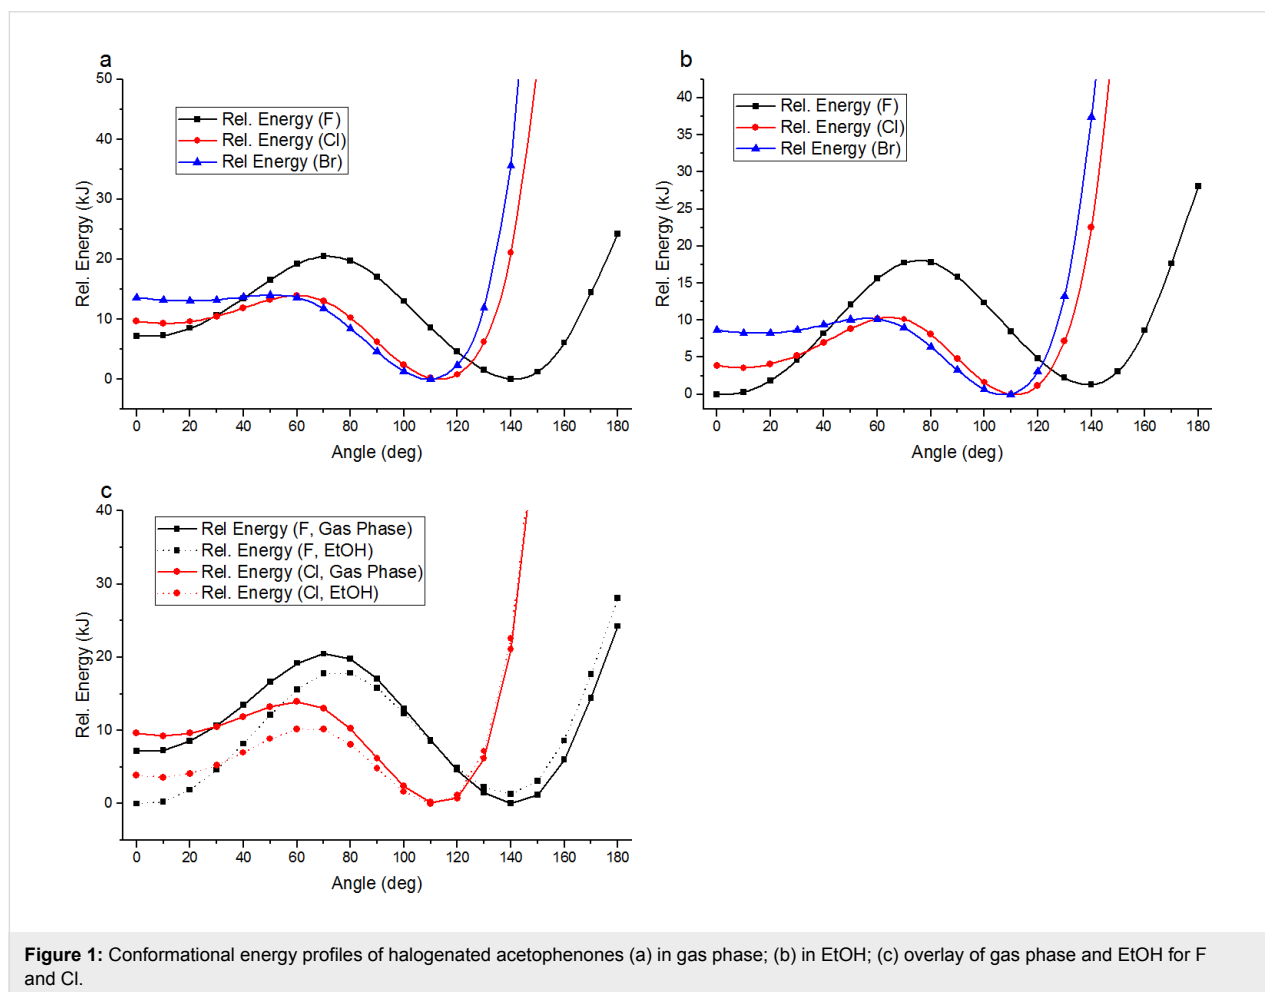 a
50
40
30
20
10
0
Rel. Energy (kJ)
Rel. Energy (F)
Rel. Energy (Cl)
Rel Energy (Br)
0 20 40 60 80 100 120 140 160 180
Angle (deg)
b
40
35
30
25
20
15
10
5
0
Rel. Energy (kJ)
Rel. Energy (F)
Rel. Energy (Cl)
Rel Energy (Br)
0 20 40 60 80 100 120 140 160 180
Angle (deg)
c
40
30
20
10
0
Rel. Energy (kJ)
Rel Energy (F, Gas Phase)
Rel. Energy (F, EtOH)
Rel. Energy (Cl, Gas Phase)
Rel. Energy (Cl, EtOH)
0 20 40 60 80 100 120 140 160 180
Angle (deg)
Figure 1: Conformational energy profiles of halogenated acetophenones (a) in gas phase; (b) in EtOH; (c) overlay of gas phase and EtOH for F
and Cl.